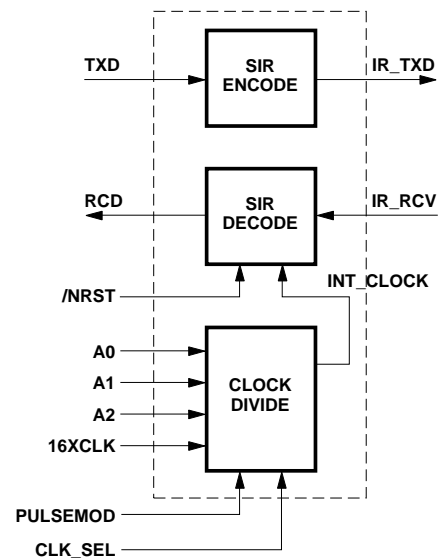 TXD
SIR
ENCODE
IR_TXD
RCD
SIR
DECODE
IR_RCV
/NRST
INT_CLOCK
A0
A1
A2
16XCLK
CLOCK
DIVIDE
PULSEMOD
CLK_SEL